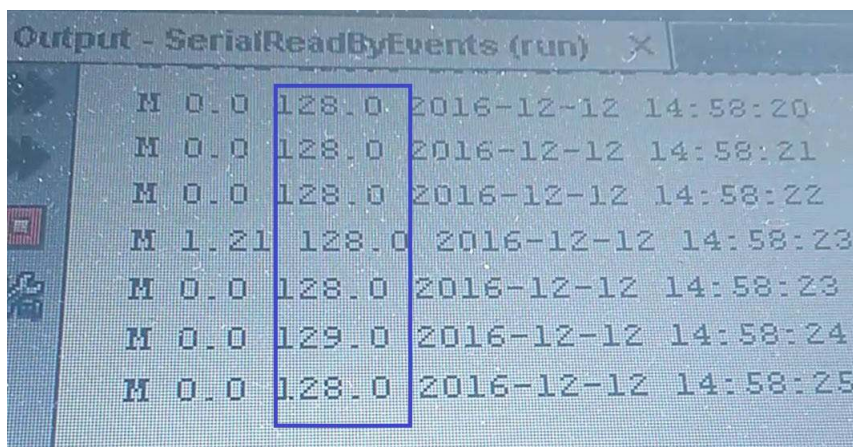 Output - SerialReadByEvents (run) ×
M 0.0 128.0 2016-12-12 14:58:20
M 0.0 128.0 2016-12-12 14:58:21
M 0.0 128.0 2016-12-12 14:58:22
M 1.21 128.0 2016-12-12 14:58:23
M 0.0 128.0 2016-12-12 14:58:23
M 0.0 129.0 2016-12-12 14:58:24
M 0.0 128.0 2016-12-12 14:58:25